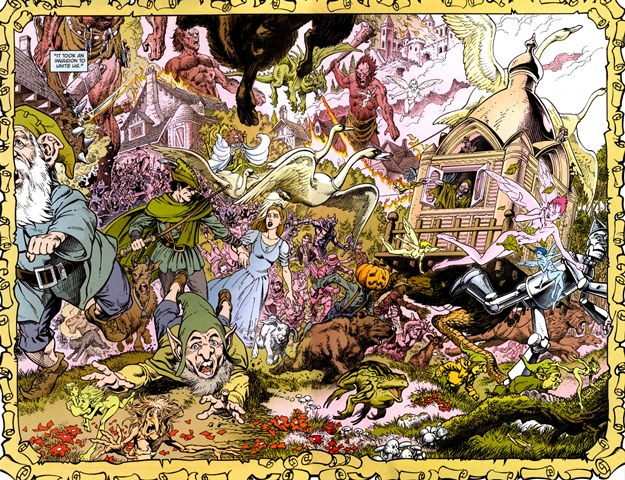 "IT TOOK AN
INVASION TO
UNITE US."